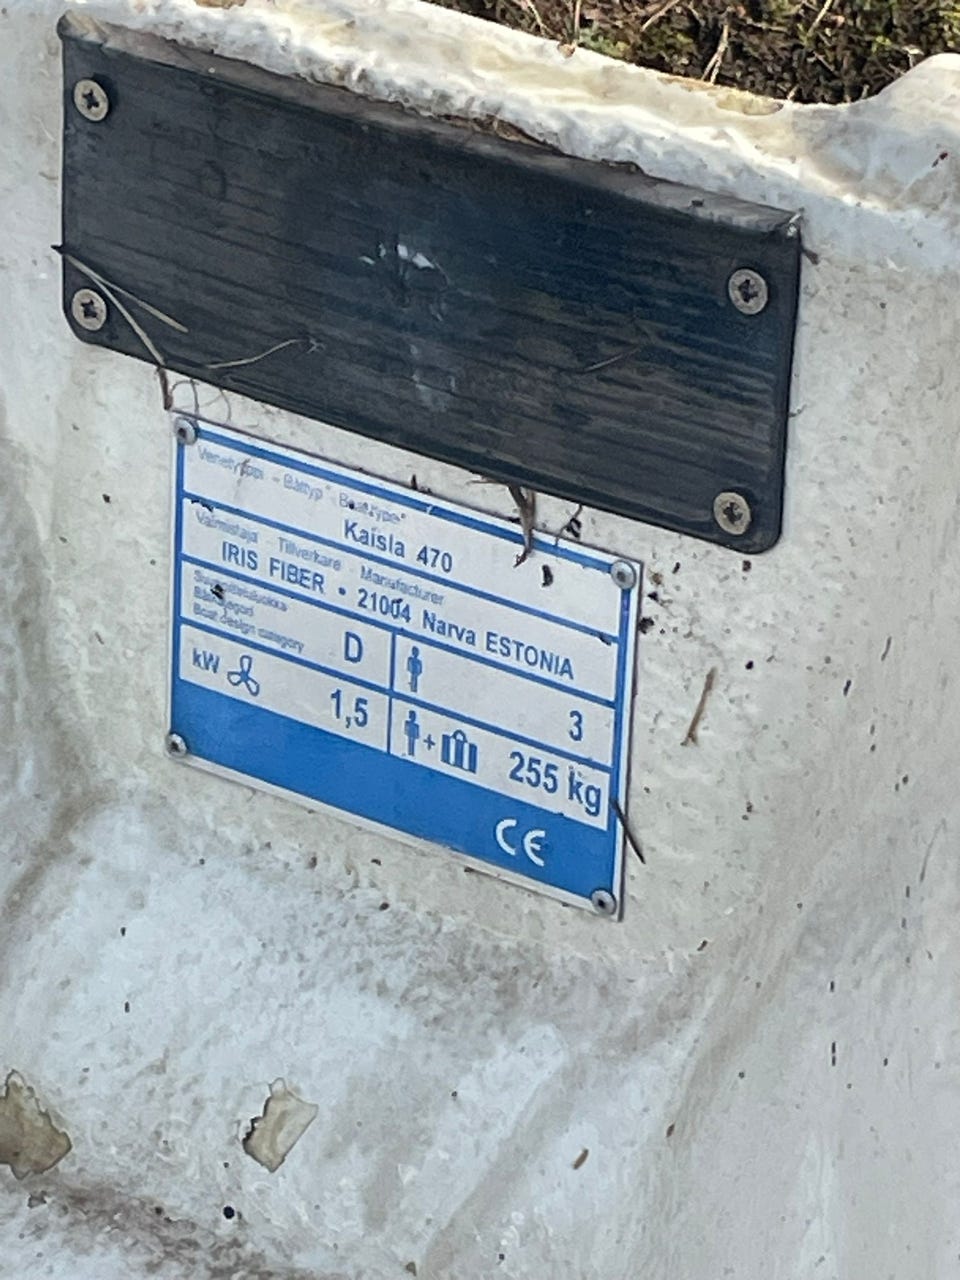 Venetyyppi - Båttyp - Boat type
Kaisla 470
Valmistaja - Tillverkare - Manufacturer
IRIS FIBER • 21004 Narva ESTONIA
Suunnitteluluokka
Båtkategori
Boat design category
D
3
kW
1,5
+
255 kg
CE